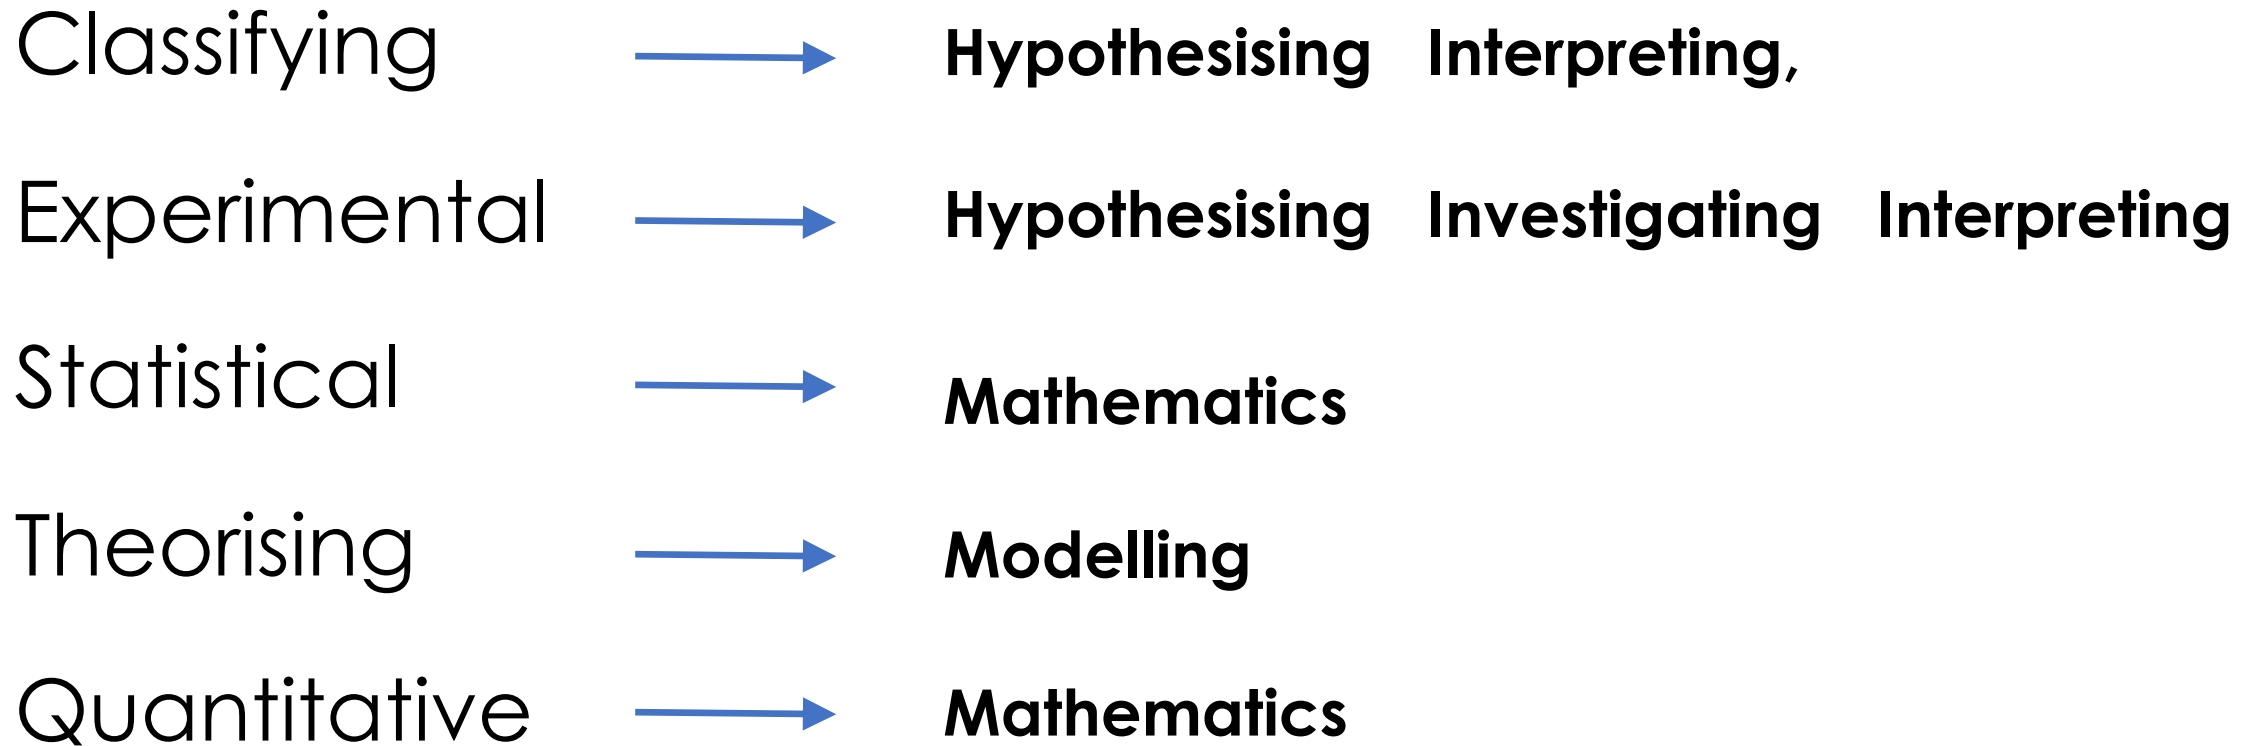 Classifying Hypothesising Interpreting,
Experimental Hypothesising Investigating Interpreting
Statistical Mathematics
Theorising Modelling
Quantitative Mathematics